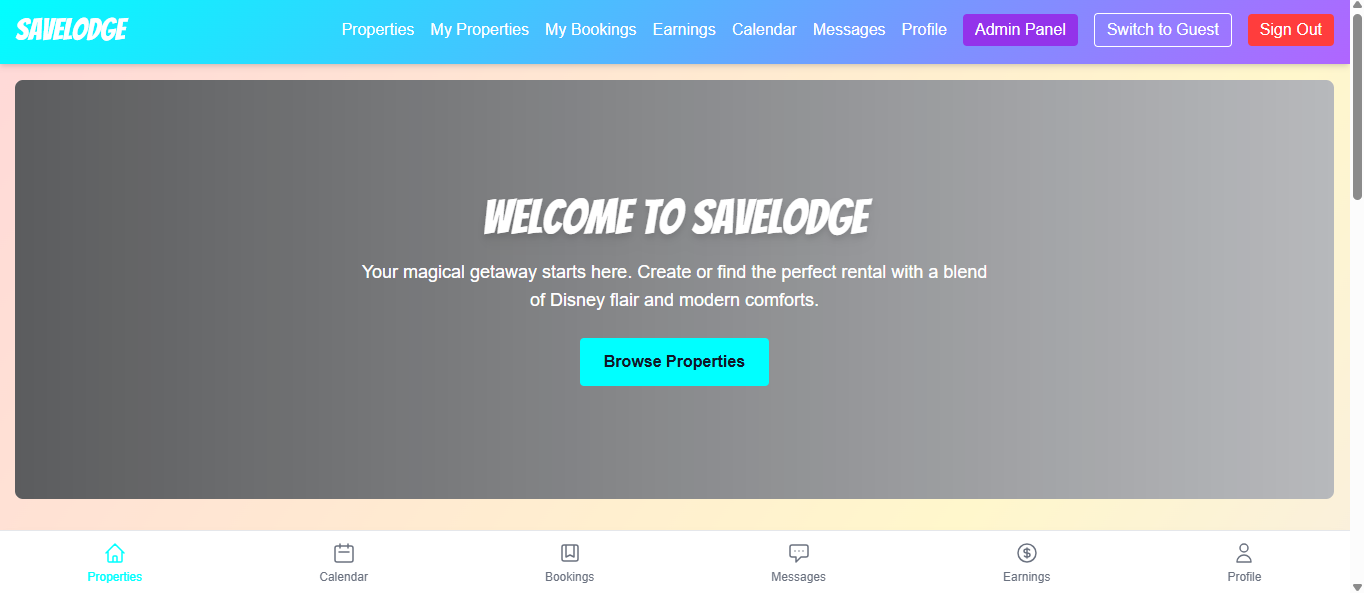 SAVELODGE
Properties My Properties My Bookings Earnings Calendar Messages Profile Admin Panel Switch to Guest Sign Out
WELCOME TO SAVELODGE
Your magical getaway starts here. Create or find the perfect rental with a blend
of Disney flair and modern comforts.
Browse Properties
Properties Calendar Bookings Messages Earnings Profile